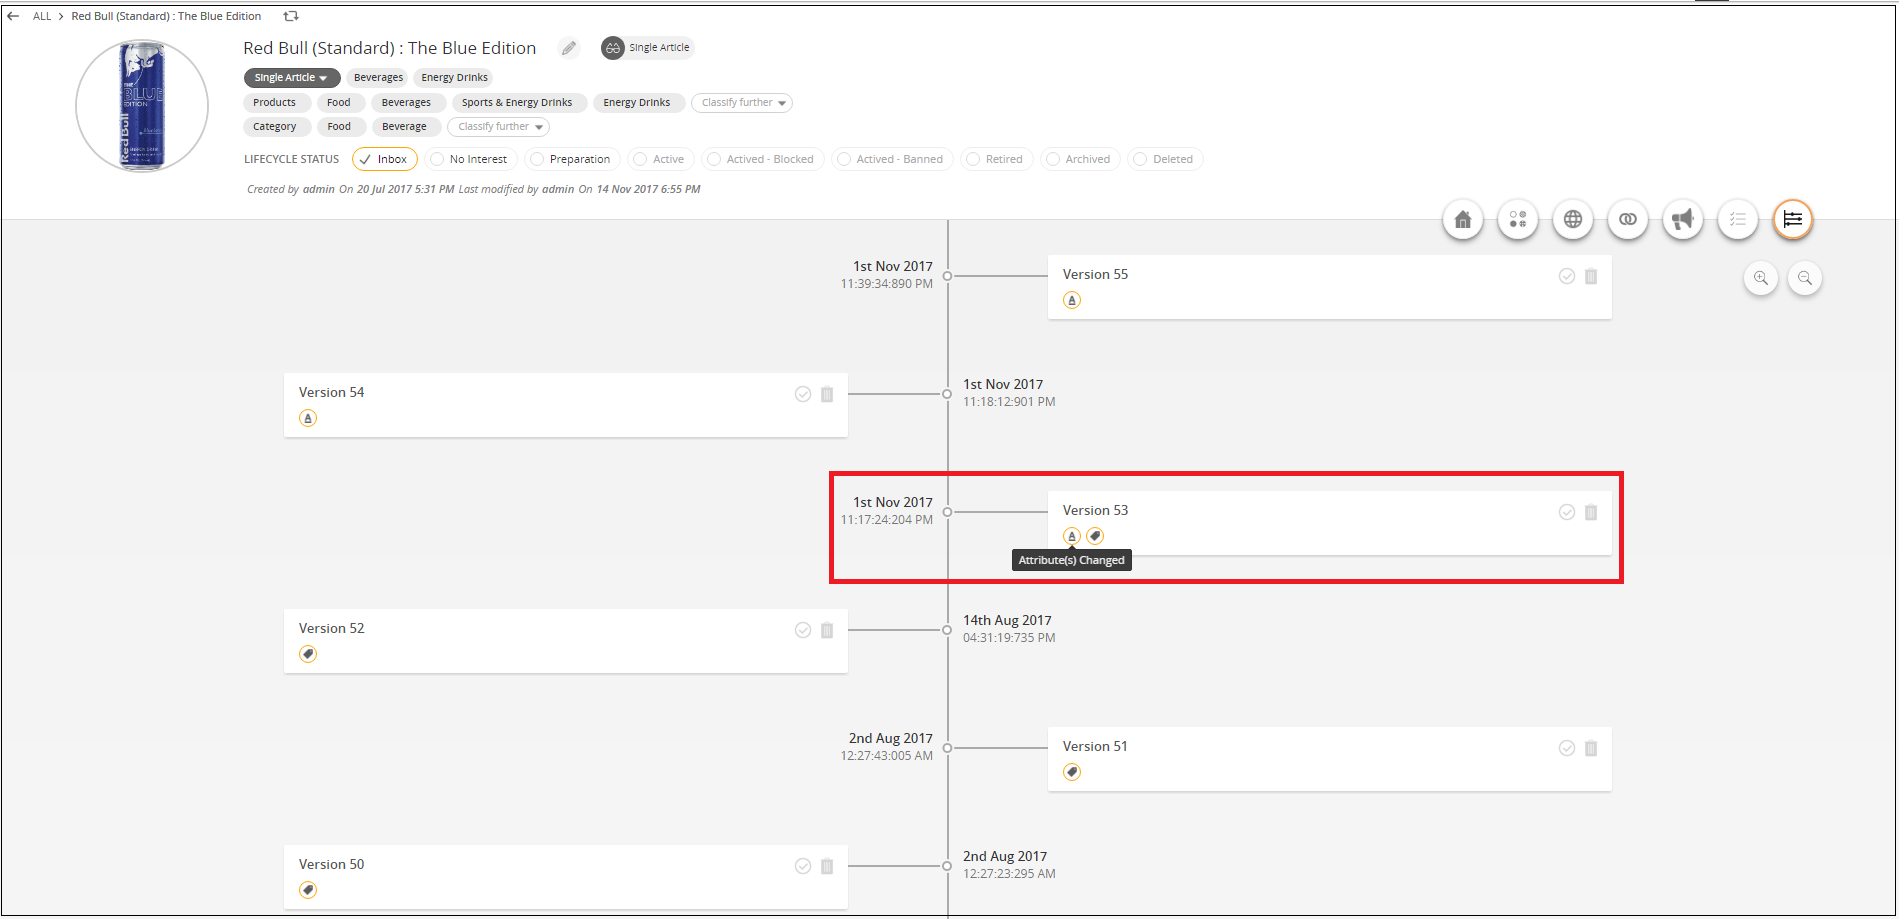 ALL > Red Bull (Standard) : The Blue Edition
Red Bull (Standard) : The Blue Edition
Single Article
Single Article
Beverages
Energy Drinks
Products
Food
Beverages
Sports & Energy Drinks
Energy Drinks
Classify further
Category
Food
Beverage
Classify further
LIFECYCLE STATUS
Inbox
No Interest
Preparation
Active
Actived - Blocked
Actived - Banned
Retired
Archived
Deleted
Created by admin On 20 Jul 2017 5:31 PM Last modified by admin On 14 Nov 2017 6:55 PM
THE
BLUE
EDITION
Red Bull
1st Nov 2017
11:39:34:890 PM
Version 55
A
Version 54
A
1st Nov 2017
11:18:12:901 PM
1st Nov 2017
11:17:24:204 PM
Version 53
A
Attribute(s) Changed
Version 52
14th Aug 2017
04:31:19:735 PM
2nd Aug 2017
12:27:43:005 AM
Version 51
Version 50
2nd Aug 2017
12:27:23:295 AM